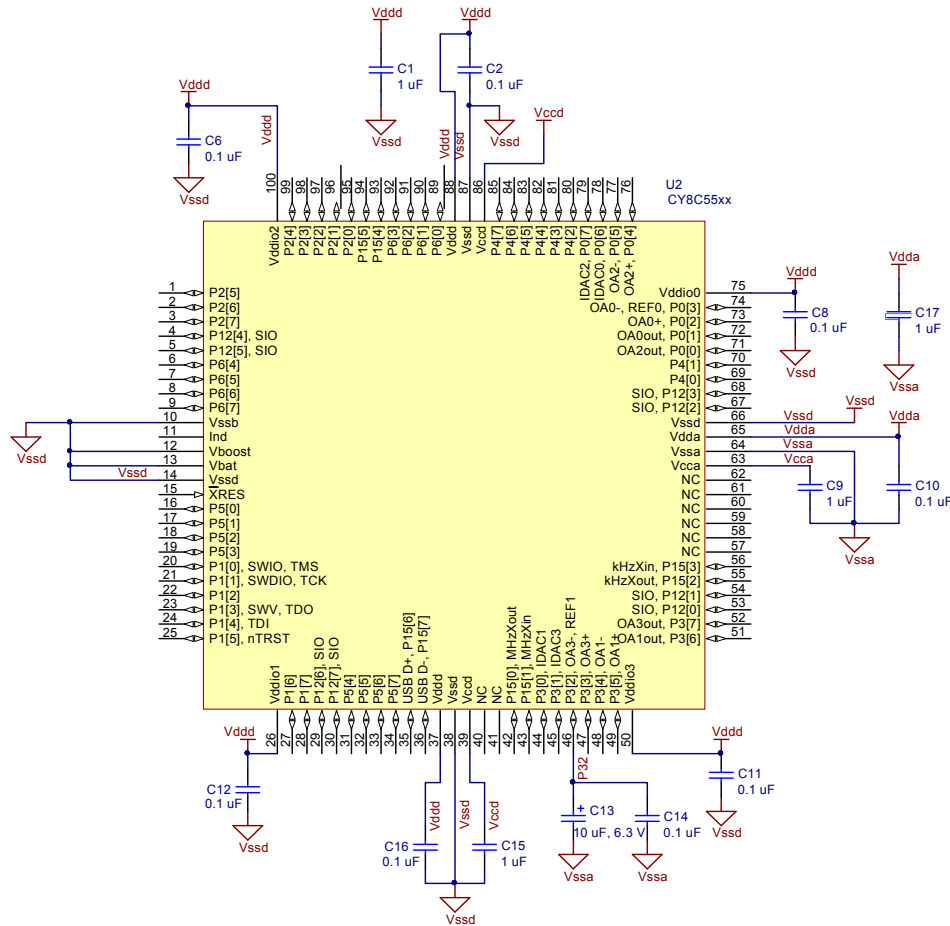 Vddd
Vddd
C1
1 uF
C2
0.1 uF
Vddd
Vccd
C6
0.1 uF
Vddd
Vssd
Vssd
Vddd
Vssd
Vssd
U2
CY8C55xx
100
99
98
97
96
95
94
93
92
91
90
89
88
87
86
85
84
83
82
81
80
79
78
77
76
Vddio2
P2[4]
P2[3]
P2[2]
P2[1]
P2[0]
P15[5]
P15[4]
P6[3]
P6[2]
P6[1]
P6[0]
Vddd
Vssd
Vccd
P4[7]
P4[6]
P4[5]
P4[4]
P4[3]
P4[2]
IDAC2, P0[7]
IDAC0, P0[6]
OA2-, P0[5]
OA2+, P0[4]
1 P2[5]
2 P2[6]
3 P2[7]
4 P12[4], SIO
5 P12[5], SIO
6 P6[4]
7 P6[5]
8 P6[6]
9 P6[7]
10 Vssb
11 Ind
12 Vboost
13 Vbat
14 Vssd
15 XRES
16 P5[0]
17 P5[1]
18 P5[2]
19 P5[3]
20 P1[0], SWIO, TMS
21 P1[1], SWDIO, TCK
22 P1[2]
23 P1[3], SWV, TDO
24 P1[4], TDI
25 P1[5], nTRST
Vssd
Vssd
Vddio0 75
OA0-, REF0, P0[3] 74
OA0+, P0[2] 73
OA0out, P0[1] 72
OA2out, P0[0] 71
P4[1] 70
P4[0] 69
SIO, P12[3] 68
SIO, P12[2] 67
Vssd 66
Vdda 65
Vssa 64
Vcca 63
NC 62
NC 61
NC 60
NC 59
NC 58
NC 57
kHzXin, P15[3] 56
kHzXout, P15[2] 55
SIO, P12[1] 54
SIO, P12[0] 53
OA3out, P3[7] 52
OA1out, P3[6] 51
Vddd
C8
0.1 uF
Vssd
Vdda
C17
1 uF
Vssa
Vssd
Vssd
Vdda
Vdda
Vssa
Vcca
C9
1 uF
C10
0.1 uF
Vssa
Vddio1
P1[6]
P1[7]
P12[6], SIO
P12[7], SIO
P5[4]
P5[5]
P5[6]
P5[7]
USB D+, P15[6]
USB D-, P15[7]
Vddd
Vssd
Vccd
NC
NC
P15[0], MHzXout
P15[1], MHzXin
P3[0], IDAC1
P3[1], IDAC3
P3[2], OA3-, REF1
P3[3], OA3+
P3[4], OA1-
P3[5], OA1+
Vddio3
26
27
28
29
30
31
32
33
34
35
36
37
38
39
40
41
42
43
44
45
46
47
48
49
50
Vddd
C12
0.1 uF
Vssd
Vddd
Vssd
Vccd
C16
0.1 uF
C15
1 uF
Vssd
P32
+
C13
10 uF, 6.3 V
Vssa
C14
0.1 uF
Vssa
Vddd
C11
0.1 uF
Vssd